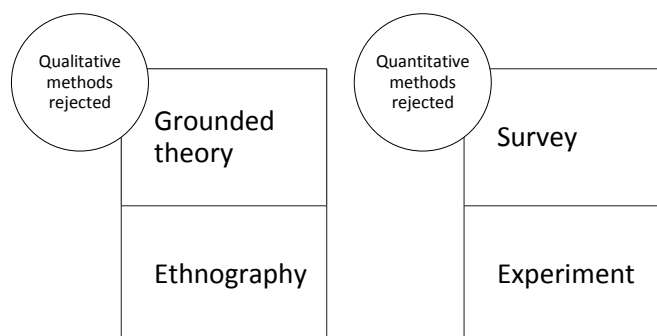 Qualitative
methods
rejected
Grounded
theory
Ethnography
Quantitative
methods
rejected
Survey
Experiment